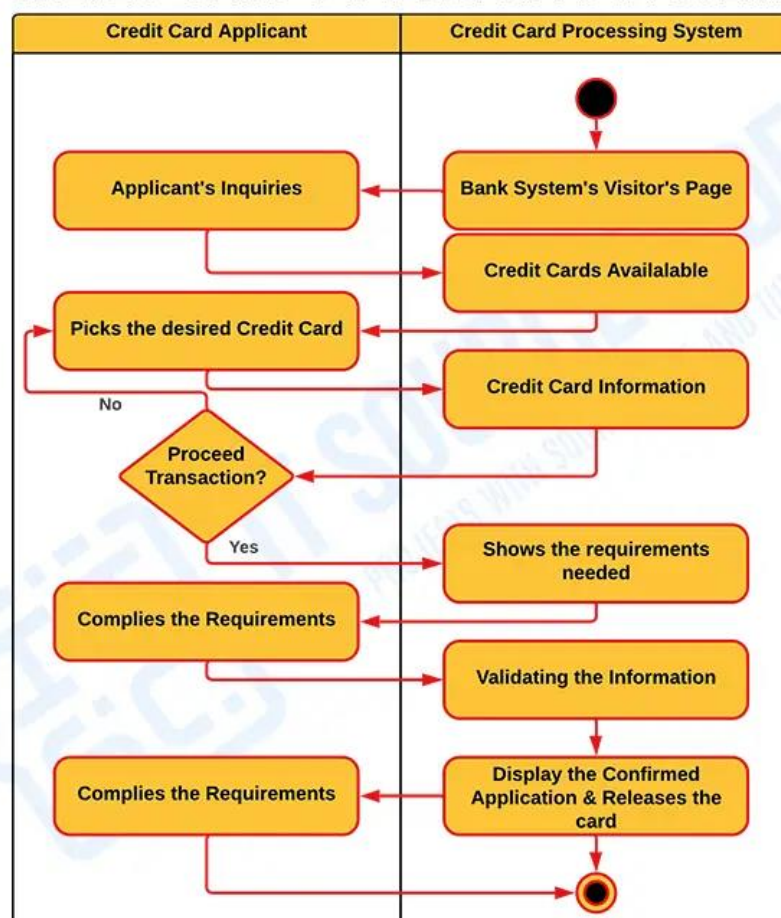 Credit Card Applicant
Credit Card Processing System
Applicant's Inquiries
Bank System's Visitor's Page
Credit Cards Availalable
Picks the desired Credit Card
Credit Card Information
No
Proceed
Transaction?
Yes
Shows the requirements
needed
Complies the Requirements
Validating the Information
Complies the Requirements
Display the Confirmed
Application & Releases the
card